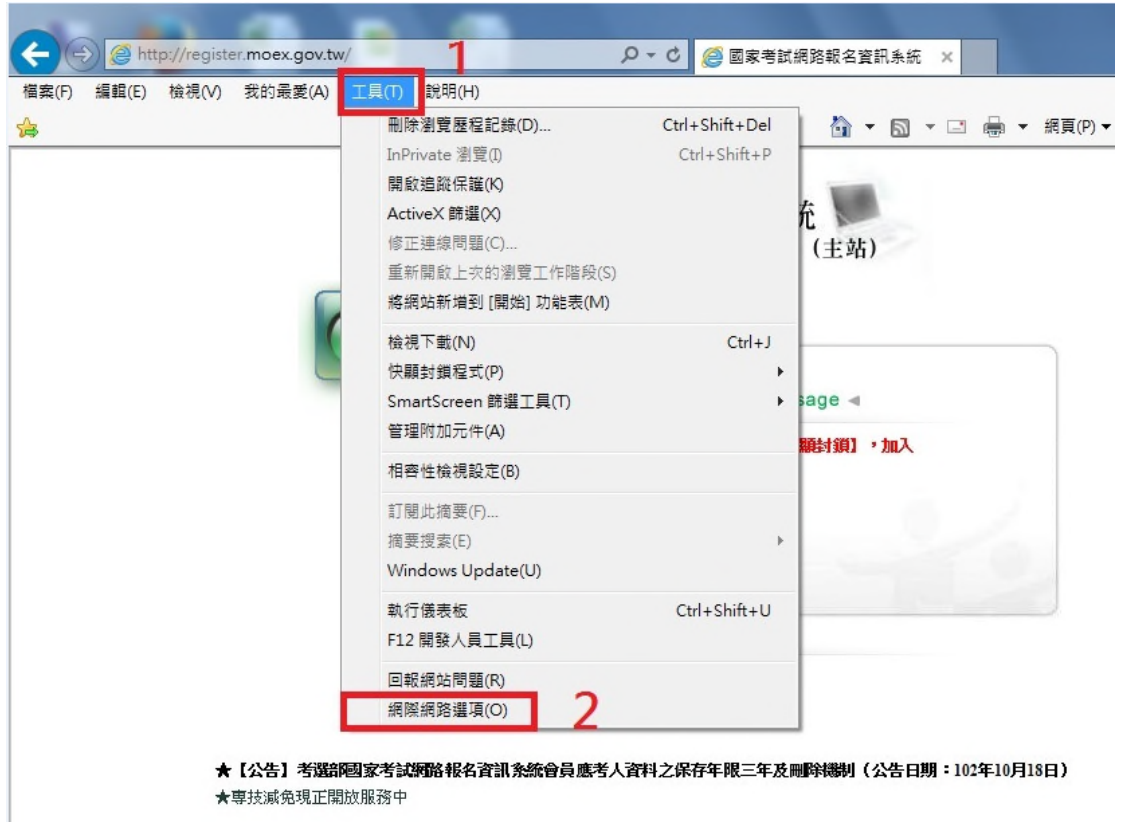 http://register.moex.gov.tw/
國家考試網路報名資訊系統
1
檔案(F) 編輯(E) 檢視(V) 我的最愛(A) 工具(T) 說明(H)
網頁(P)
刪除瀏覽歷程記錄(D)... Ctrl+Shift+Del
InPrivate 瀏覽(I) Ctrl+Shift+P
開啟追蹤保護(K)
ActiveX 篩選(X)
修正連線問題(C)...
重新開啟上次的瀏覽工作階段(S)
將網站新增到 [開始] 功能表(M)
檢視下載(N) Ctrl+J
快顯封鎖程式(P)
SmartScreen 篩選工具(T)
管理附加元件(A)
相容性檢視設定(B)
訂閱此摘要(F)...
摘要搜索(E)
Windows Update(U)
執行儀表板 Ctrl+Shift+U
F12 開發人員工具(L)
回報網站問題(R)
網際網路選項(O)
2
統
(主站)
sage
顯封鎖】，加入
★【公告】考選部國家考試網路報名資訊系統會員應考人資料之保存年限三年及刪除機制（公告日期：102年10月18日）
★專技減免現正開放服務中